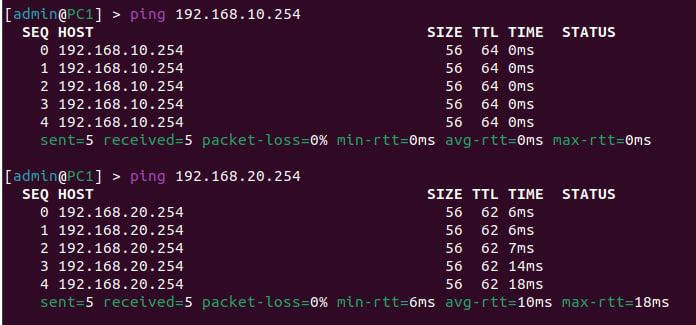 [admin@PC1] > ping 192.168.10.254
SEQ HOST SIZE TTL TIME STATUS
0 192.168.10.254 56 64 0ms
1 192.168.10.254 56 64 0ms
2 192.168.10.254 56 64 0ms
3 192.168.10.254 56 64 0ms
4 192.168.10.254 56 64 0ms
sent=5 received=5 packet-loss=0% min-rtt=0ms avg-rtt=0ms max-rtt=0ms
[admin@PC1] > ping 192.168.20.254
SEQ HOST SIZE TTL TIME STATUS
0 192.168.20.254 56 62 6ms
1 192.168.20.254 56 62 6ms
2 192.168.20.254 56 62 7ms
3 192.168.20.254 56 62 14ms
4 192.168.20.254 56 62 18ms
sent=5 received=5 packet-loss=0% min-rtt=6ms avg-rtt=10ms max-rtt=18ms